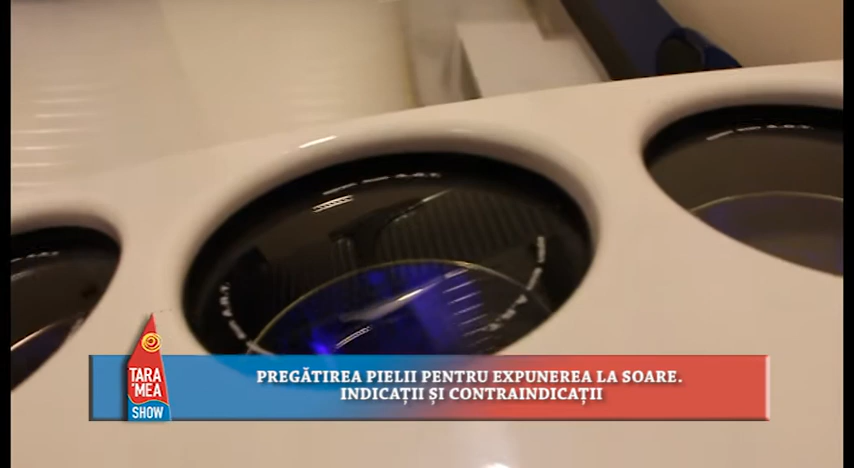 A.R.T.
A.R.T.
A.R.T.
PREGĂTIREA PIELII PENTRU EXPUNEREA LA SOARE.
INDICAȚII ȘI CONTRAINDICAȚII
TARA
'MEA
SHOW